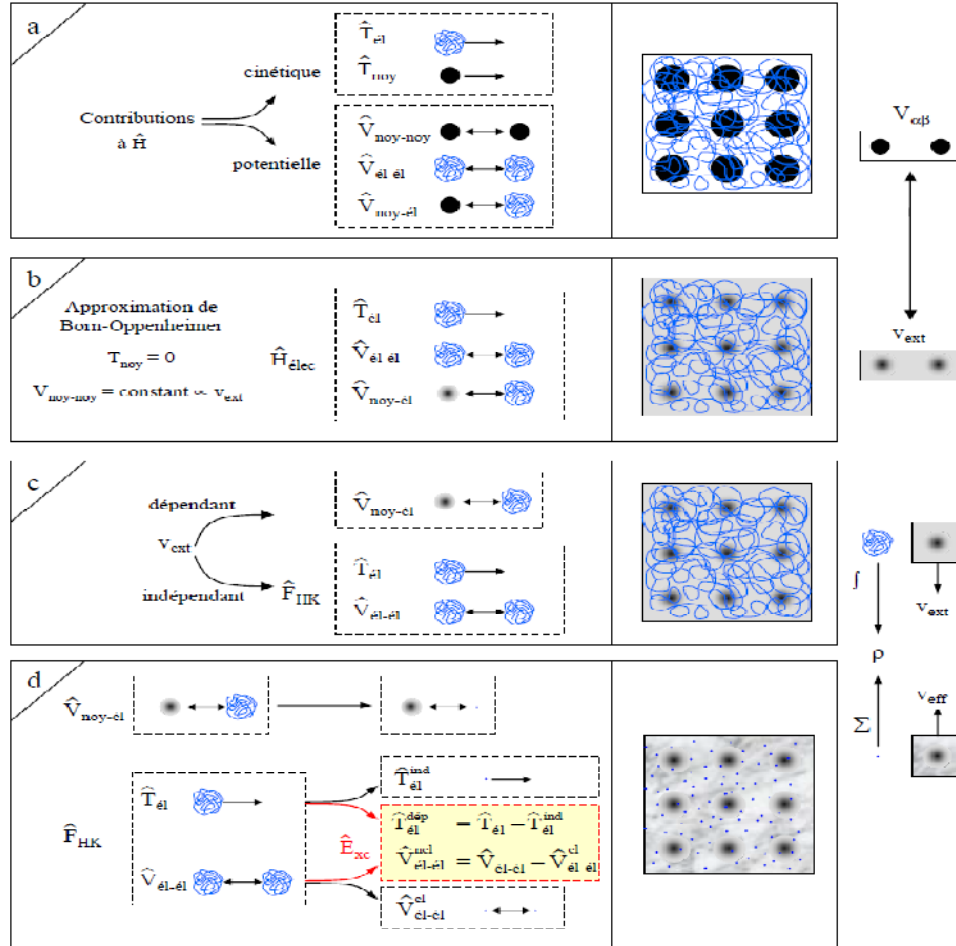 a
T̂él
T̂noy
cinétique
Contributions
à Ĥ
potentielle
V̂noy-noy
V̂él-él
V̂noy-él
Vαβ
b
Approximation de
Born-Oppenheimer
Tnoy = 0
Vnoy-noy = constant ∝ vext
Ĥélec
T̂él
V̂él-él
V̂noy-él
vext
c
dépendant
vext
indépendant
V̂noy-él
F̂HK
T̂él
V̂él-él
∫
vext
ρ
Σ
veff
d
V̂noy-él
F̂HK
T̂él
V̂él-él
Êxc
T̂élind
T̂éldép = T̂él − T̂élind
V̂él-élncl = V̂él-él − V̂él-élcl
V̂él-élcl